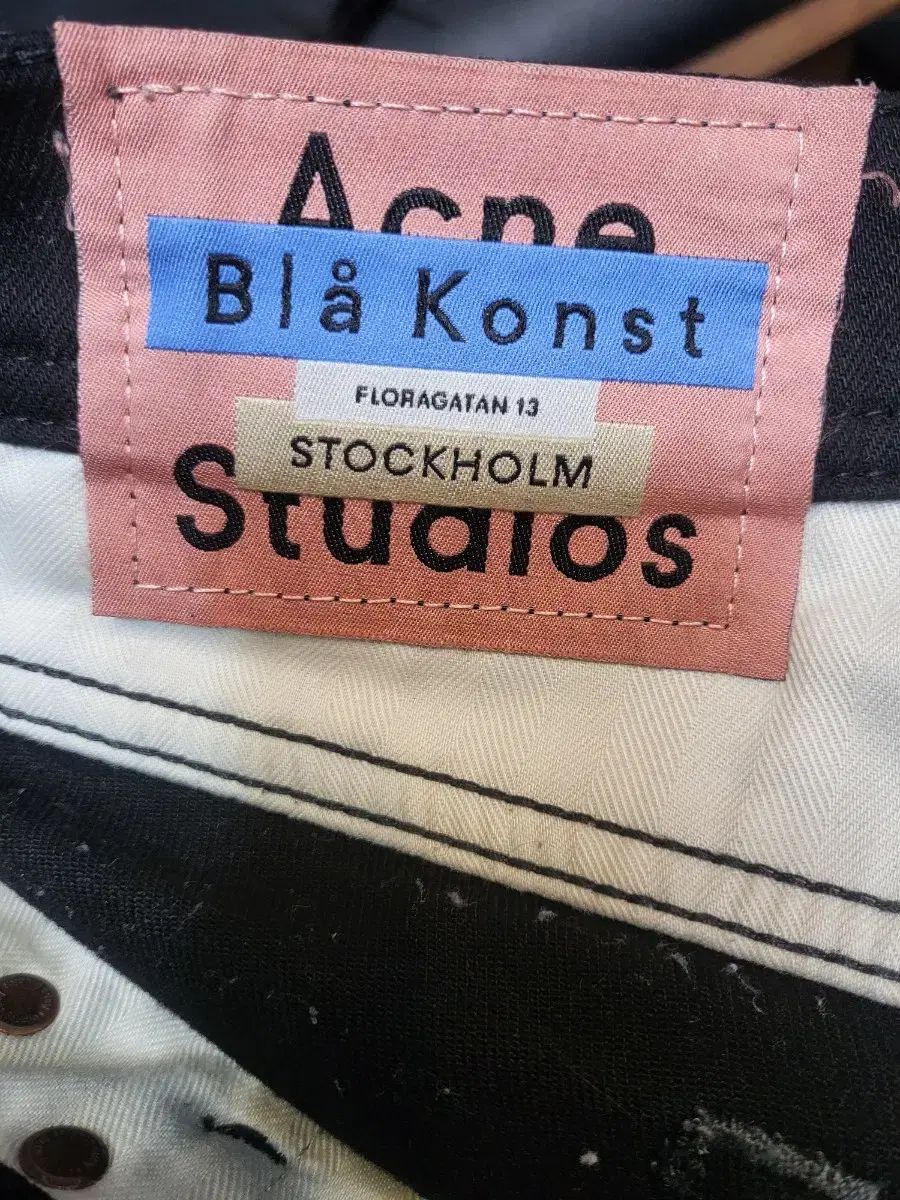 Acne
Blå Konst
FLORAGATAN 13
STOCKHOLM
Studios